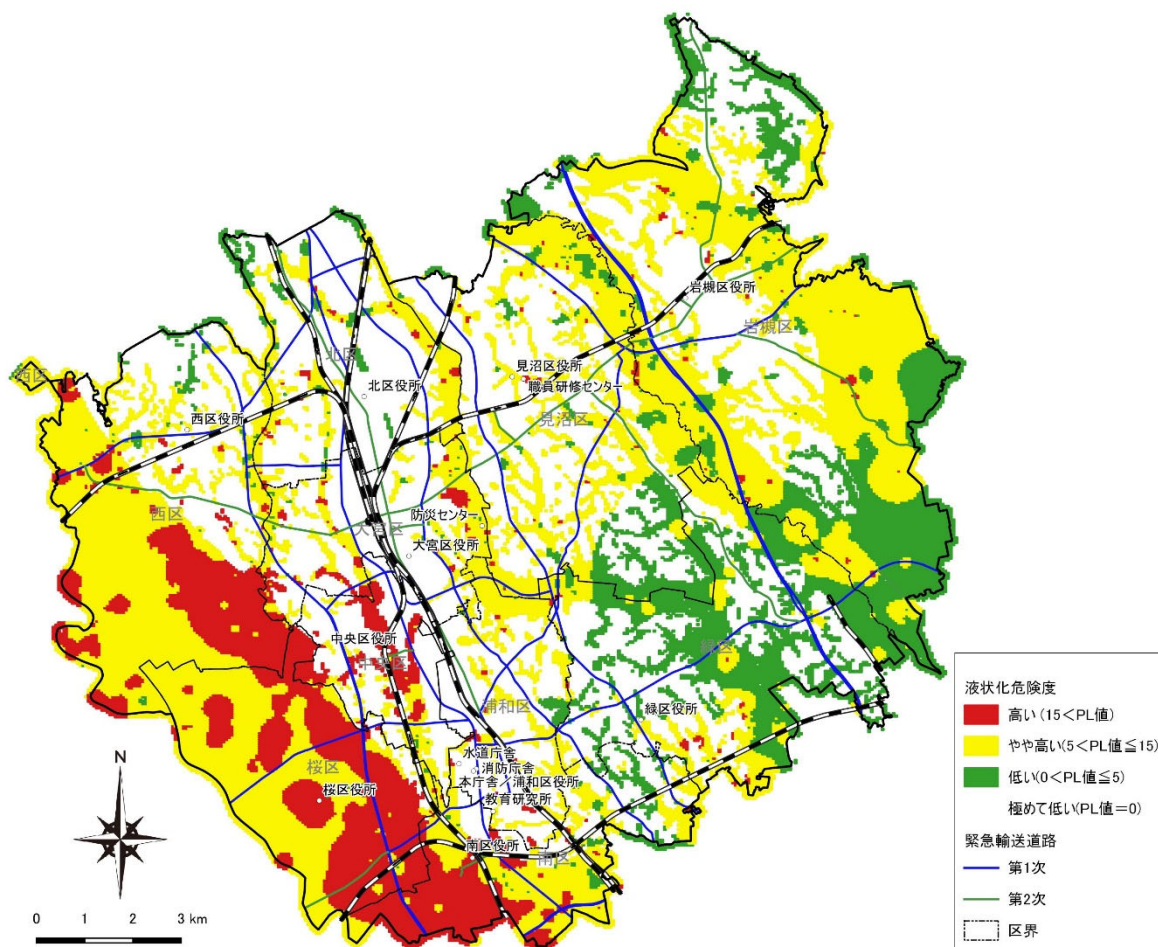 北区
北区役所
西区
西区役所
岩槻区役所
岩槻区
見沼区役所
職員研修センター
見沼区
西区
防災センター
大宮区
大宮区役所
中央区役所
中央区
緑区
緑区役所
浦和区
水道庁舎
消防庁舎
本庁舎/浦和区役所
教育研究所
桜区
桜区役所
南区役所
南区
N
0 1 2 3 km
液状化危険度
高い(15<PL値)
やや高い(5<PL値≦15)
低い(0<PL値≦5)
極めて低い(PL値=0)
緊急輸送道路
第1次
第2次
区界